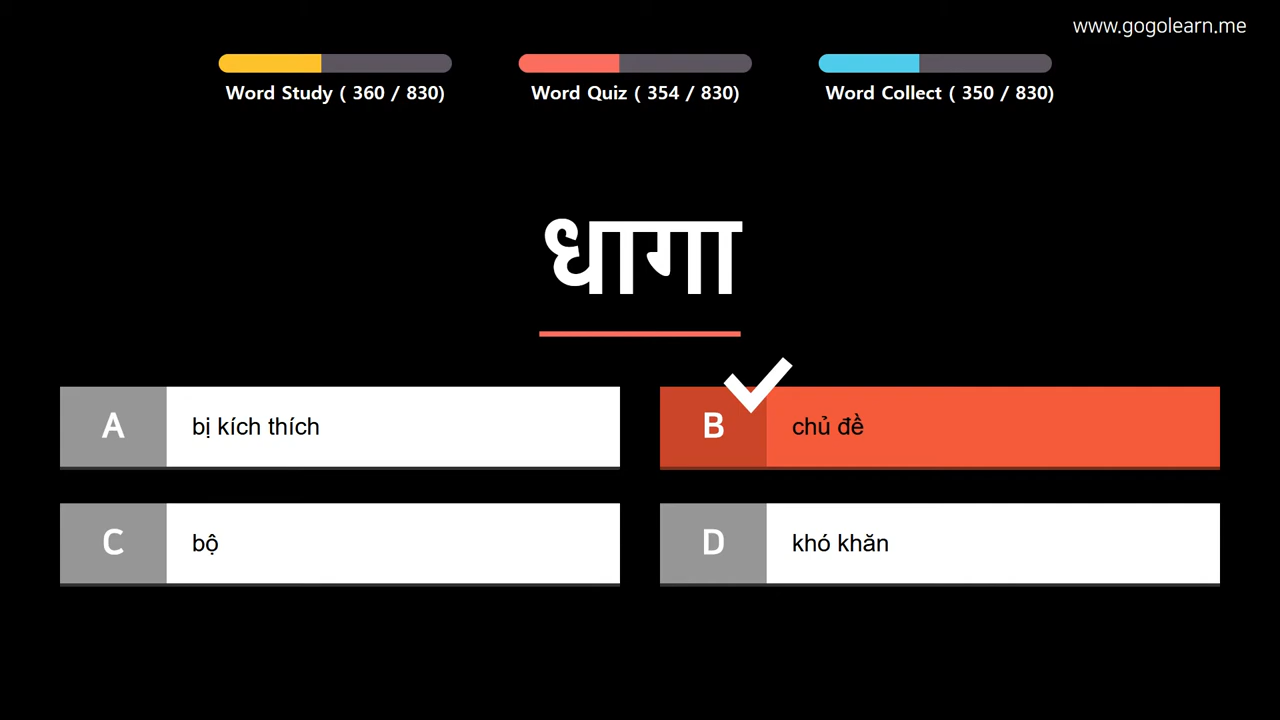 www.gogolearn.me
Word Study ( 360 / 830)
Word Quiz ( 354 / 830)
Word Collect ( 350 / 830)
धागा
A bị kích thích
B chủ đề
C bộ
D khó khăn